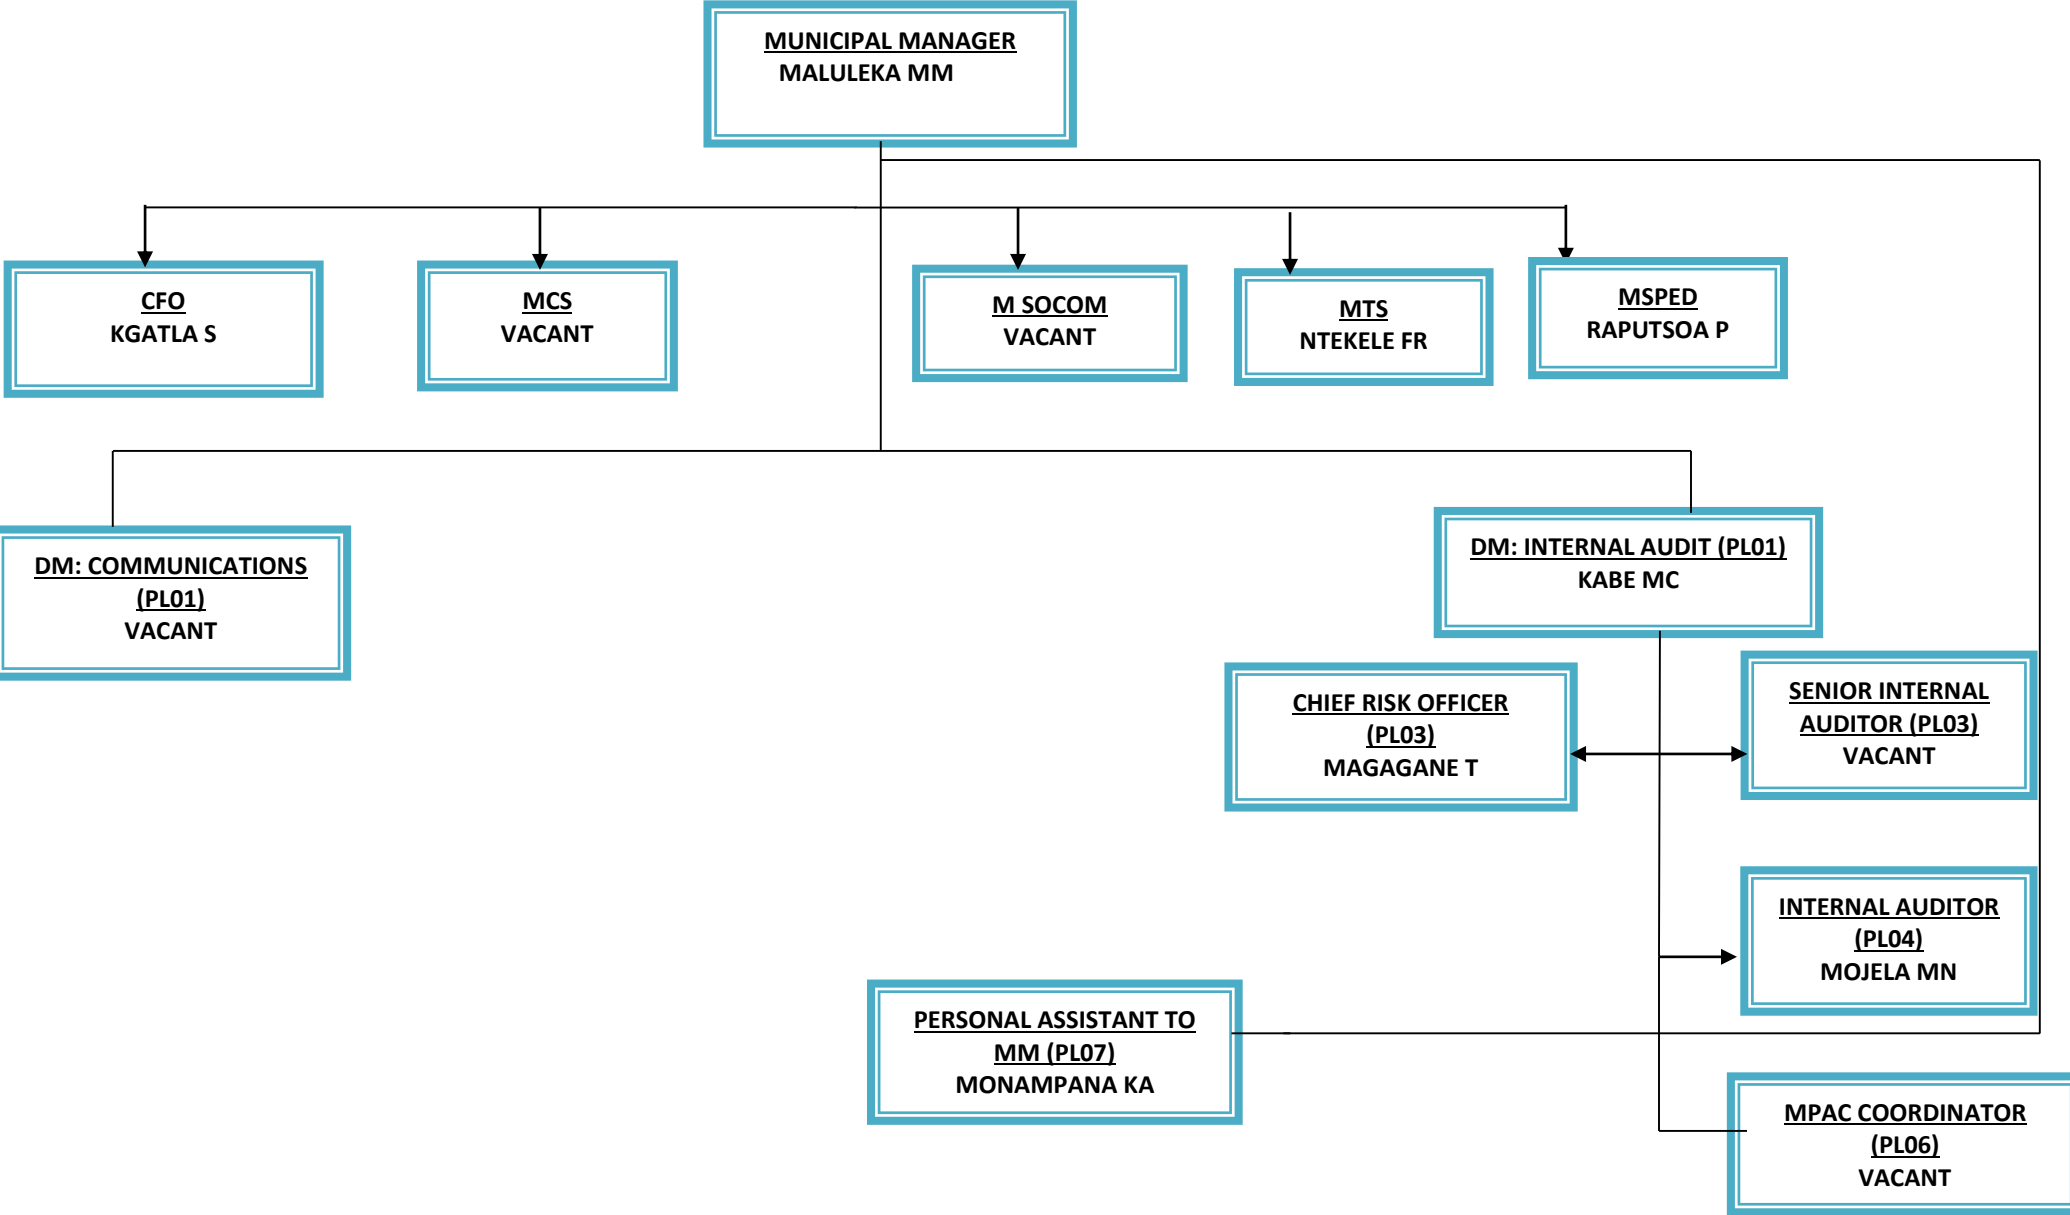 MUNICIPAL MANAGER
MALULEKA MM
CFO
KGATLA S
MCS
VACANT
M SOCOM
VACANT
MTS
NTEKELE FR
MSPED
RAPUTSOA P
DM: COMMUNICATIONS
(PL01)
VACANT
DM: INTERNAL AUDIT (PL01)
KABE MC
CHIEF RISK OFFICER
(PL03)
MAGAGANE T
SENIOR INTERNAL
AUDITOR (PL03)
VACANT
INTERNAL AUDITOR
(PL04)
MOJELA MN
PERSONAL ASSISTANT TO
MM (PL07)
MONAMPANA KA
MPAC COORDINATOR
(PL06)
VACANT